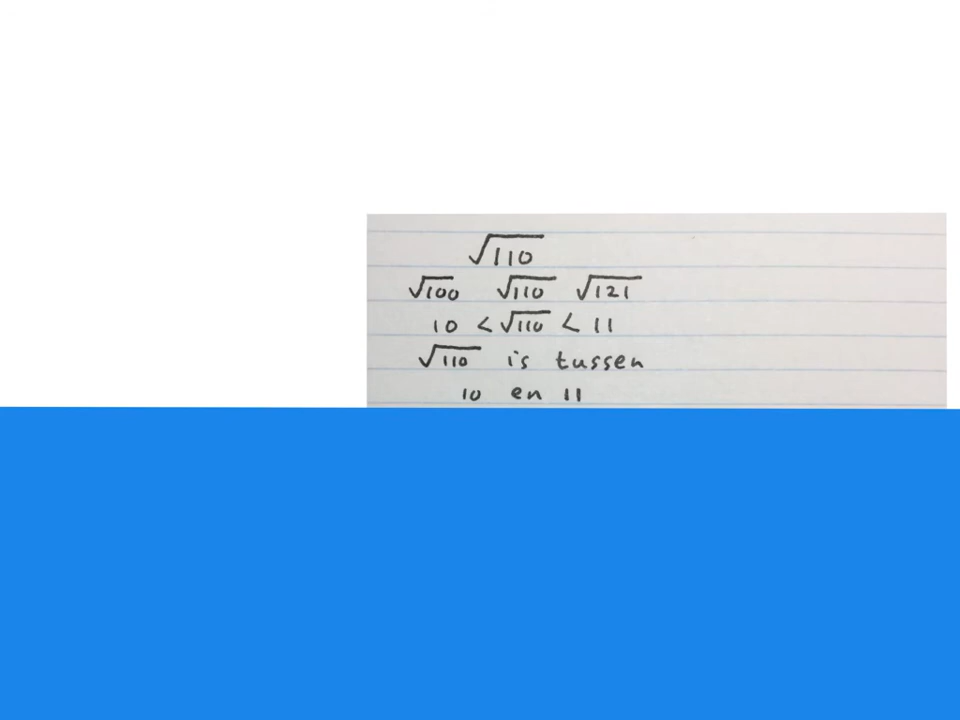 √110
√100 √110 √121
10 < √110 < 11
√110 is tussen
10 en 11